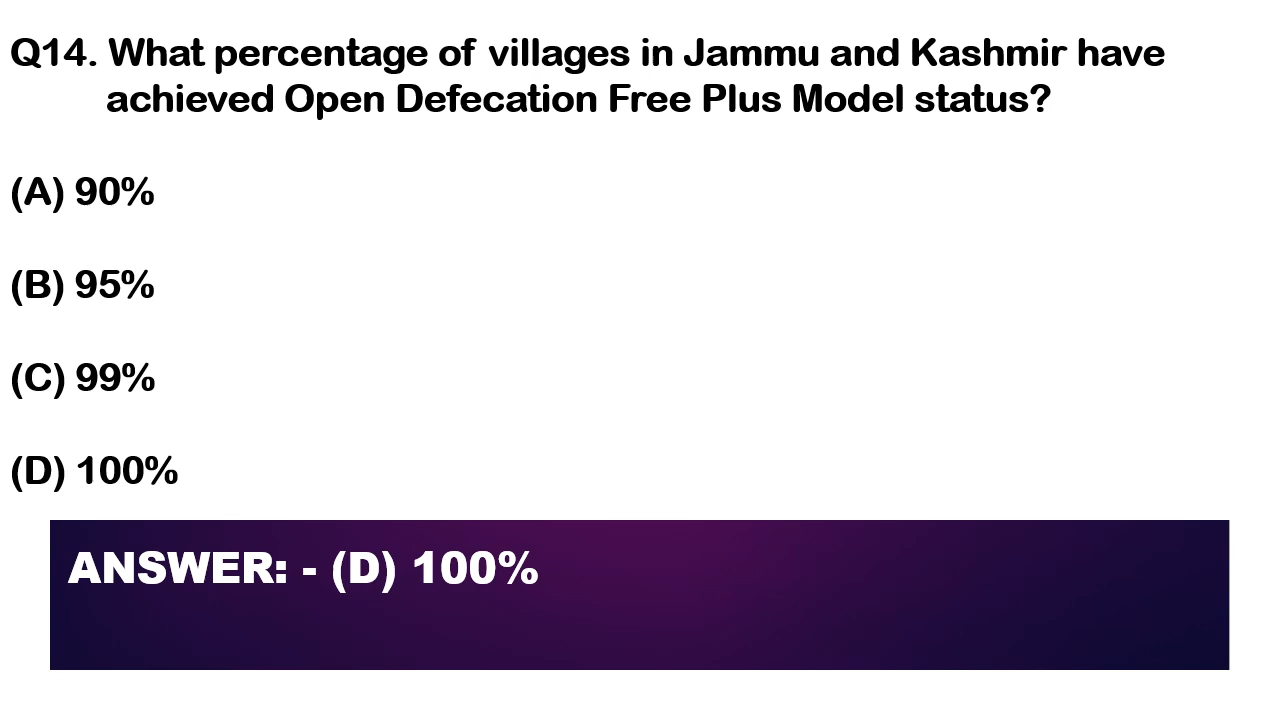 Q14. What percentage of villages in Jammu and Kashmir have
achieved Open Defecation Free Plus Model status?
(A) 90%
(B) 95%
(C) 99%
(D) 100%
ANSWER: - (D) 100%